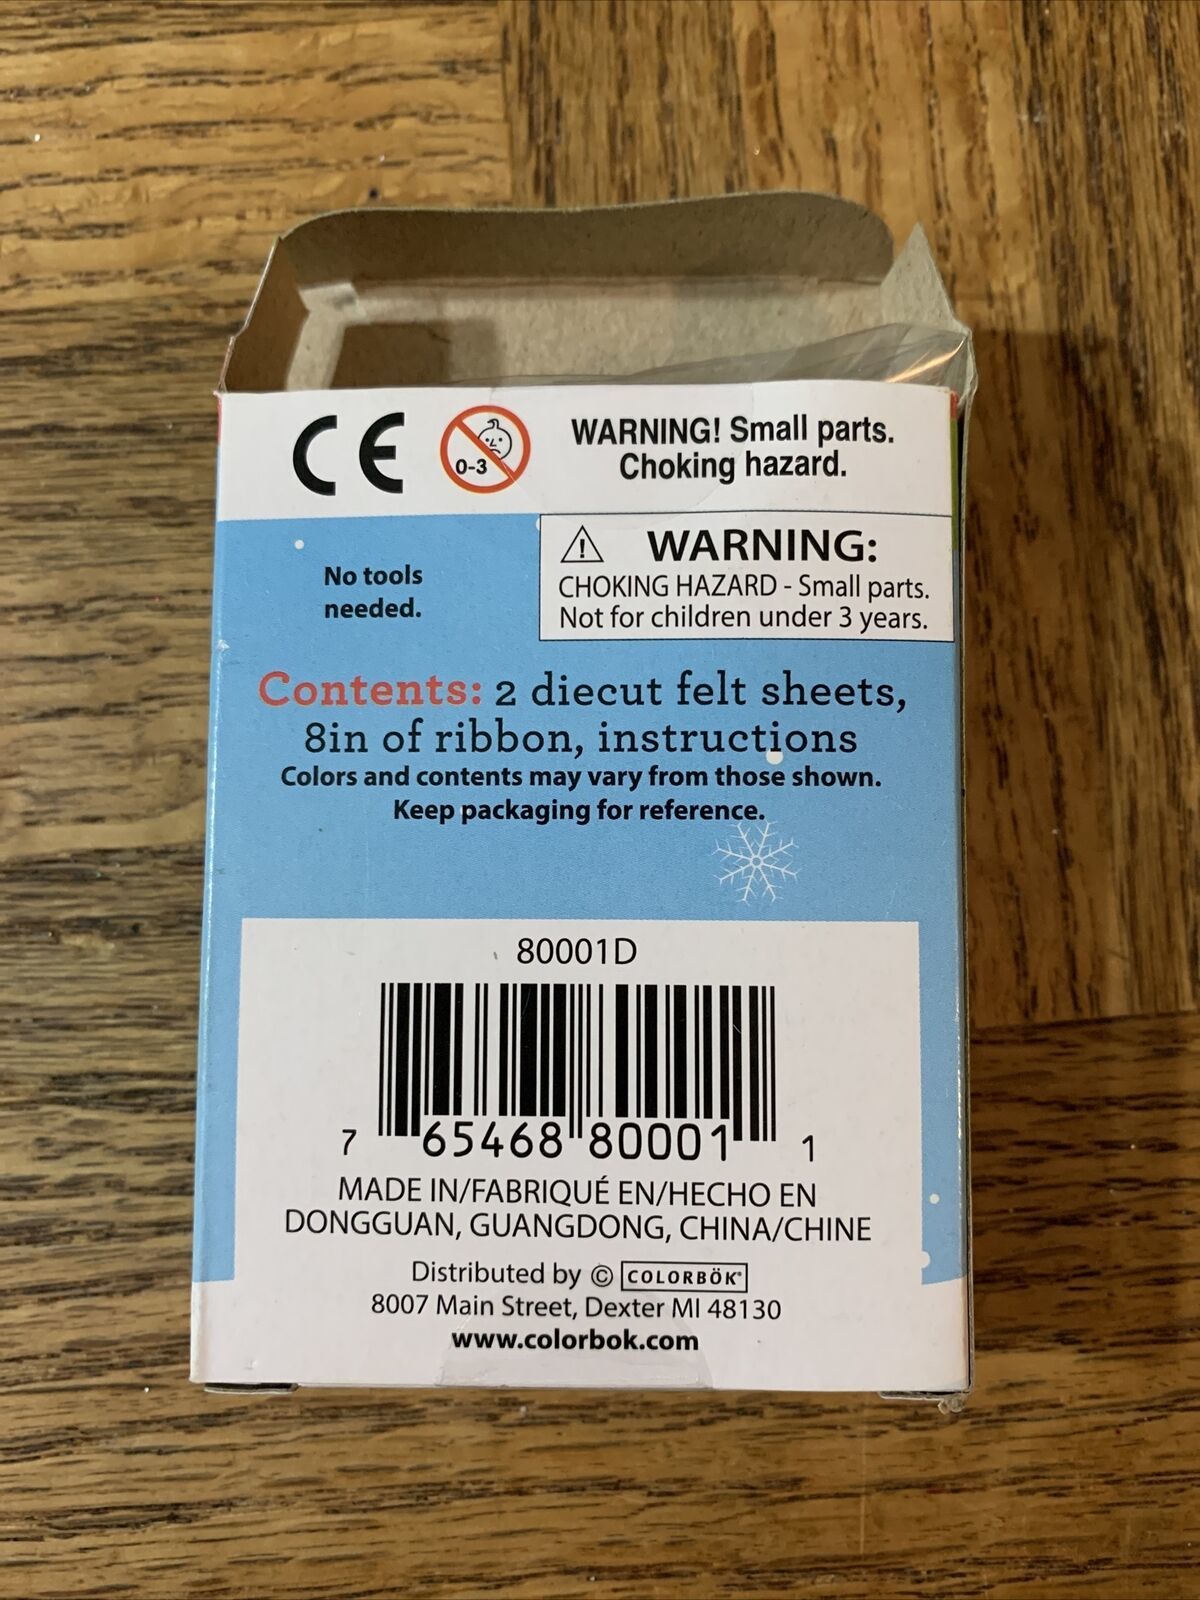 CE
0-3
WARNING! Small parts.
Choking hazard.
No tools
needed.
WARNING:
CHOKING HAZARD - Small parts.
Not for children under 3 years.
Contents: 2 diecut felt sheets,
8in of ribbon, instructions
Colors and contents may vary from those shown.
Keep packaging for reference.
80001D
7 65468 80001 1
MADE IN/FABRIQUÉ EN/HECHO EN
DONGGUAN, GUANGDONG, CHINA/CHINE
Distributed by © COLORBÖK®
8007 Main Street, Dexter MI 48130
www.colorbok.com